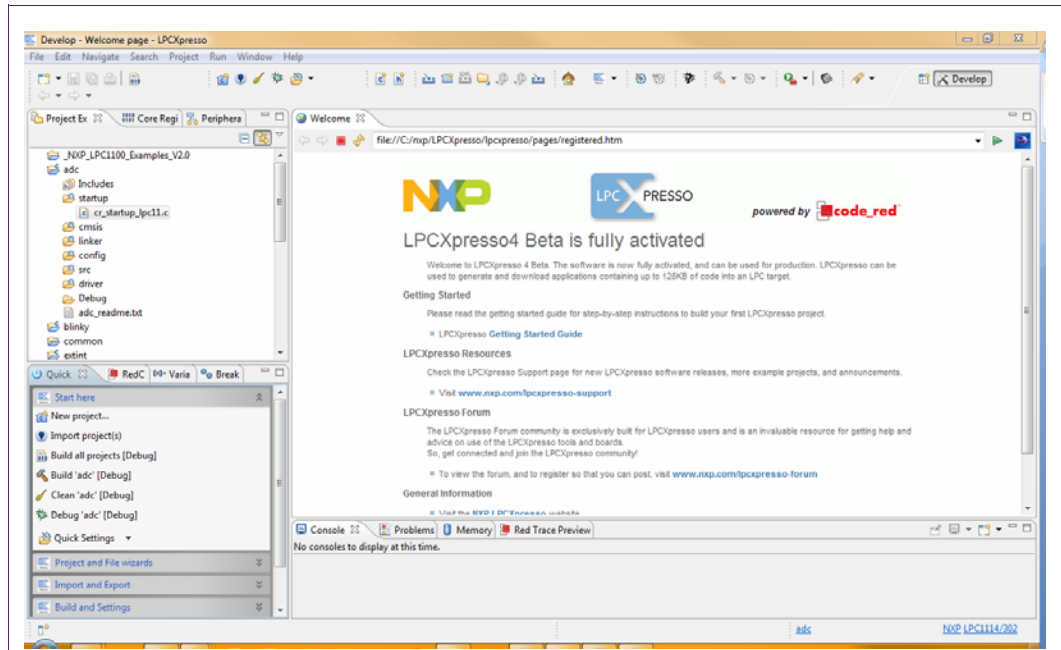 Develop - Welcome page - LPCXpresso
File Edit Navigate Search Project Run Window Help
Develop
Project Ex
Core Regi
Periphera
Welcome
file://C:/nxp/LPCXpresso/lpcxpresso/pages/registered.htm
_NXP_LPC1100_Examples_V2.0
adc
Includes
startup
cr_startup_lpc11.c
cmsis
linker
config
src
driver
Debug
adc_readme.txt
blinky
common
extint
NXP
LPC XPRESSO
powered by code_red
LPCXpresso4 Beta is fully activated
Welcome to LPCXpresso 4 Beta. The software is now fully activated, and can be used for production. LPCXpresso can be
used to generate and download applications containing up to 128KB of code into an LPC target.
Getting Started
Please read the getting started guide for step-by-step instructions to build your first LPCXpresso project.
LPCXpresso Getting Started Guide
LPCXpresso Resources
Check the LPCXpresso Support page for new LPCXpresso software releases, more example projects, and announcements.
Visit www.nxp.com/lpcxpresso-support
LPCXpresso Forum
The LPCXpresso Forum community is exclusively built for LPCXpresso users and is an invaluable resource for getting help and
advice on use of the LPCXpresso tools and boards.
So, get connected and join the LPCXpresso community!
To view the forum, and to register so that you can post, visit www.nxp.com/lpcxpresso-forum
General Information
Visit the NXP LPCXpresso website
Quick
RedC
Varia
Break
Start here
New project...
Import project(s)
Build all projects [Debug]
Build 'adc' [Debug]
Clean 'adc' [Debug]
Debug 'adc' [Debug]
Quick Settings
Project and File wizards
Import and Export
Build and Settings
Console
Problems
Memory
Red Trace Preview
No consoles to display at this time.
adc
NXP LPC1114/302